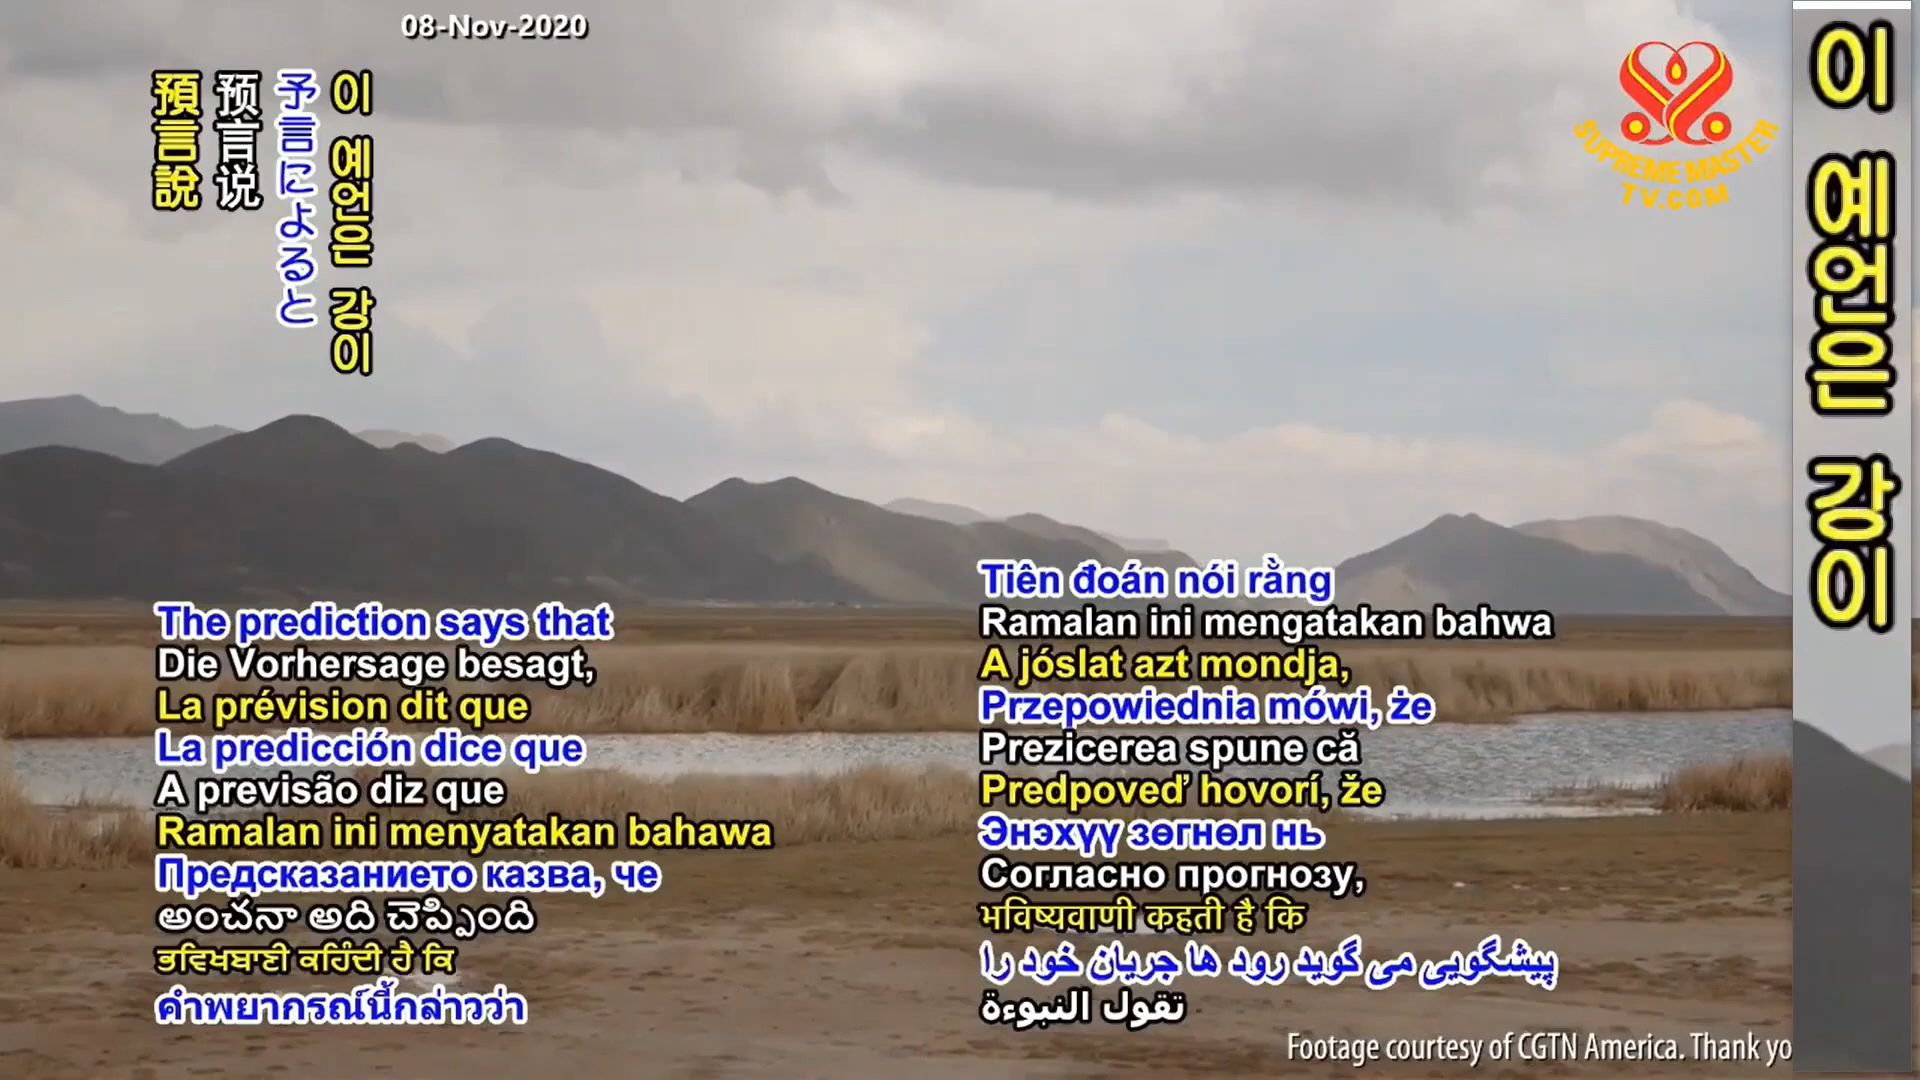 08-Nov-2020
預言說
预言说
予言によると
이 예언은 강이
SUPREME MASTER
TV.COM
이 예언은 강이
The prediction says that
Die Vorhersage besagt,
La prévision dit que
La predicción dice que
A previsão diz que
Ramalan ini menyatakan bahawa
Предсказанието казва, че
అంచనా అది చెప్పింది
ਭਵਿਖਬਾਣੀ ਕਹਿੰਦੀ ਹੈ ਕਿ
คำพยากรณ์นี้กล่าวว่า
Tiên đoán nói rằng
Ramalan ini mengatakan bahwa
A jóslat azt mondja,
Przepowiednia mówi, że
Prezicerea spune că
Predpoveď hovorí, že
Энэхүү зөгнөл нь
Согласно прогнозу,
भविष्यवाणी कहती है कि
پیشگویی می گوید رود ها جریان خود را
تقول النبوءة
Footage courtesy of CGTN America. Thank yo